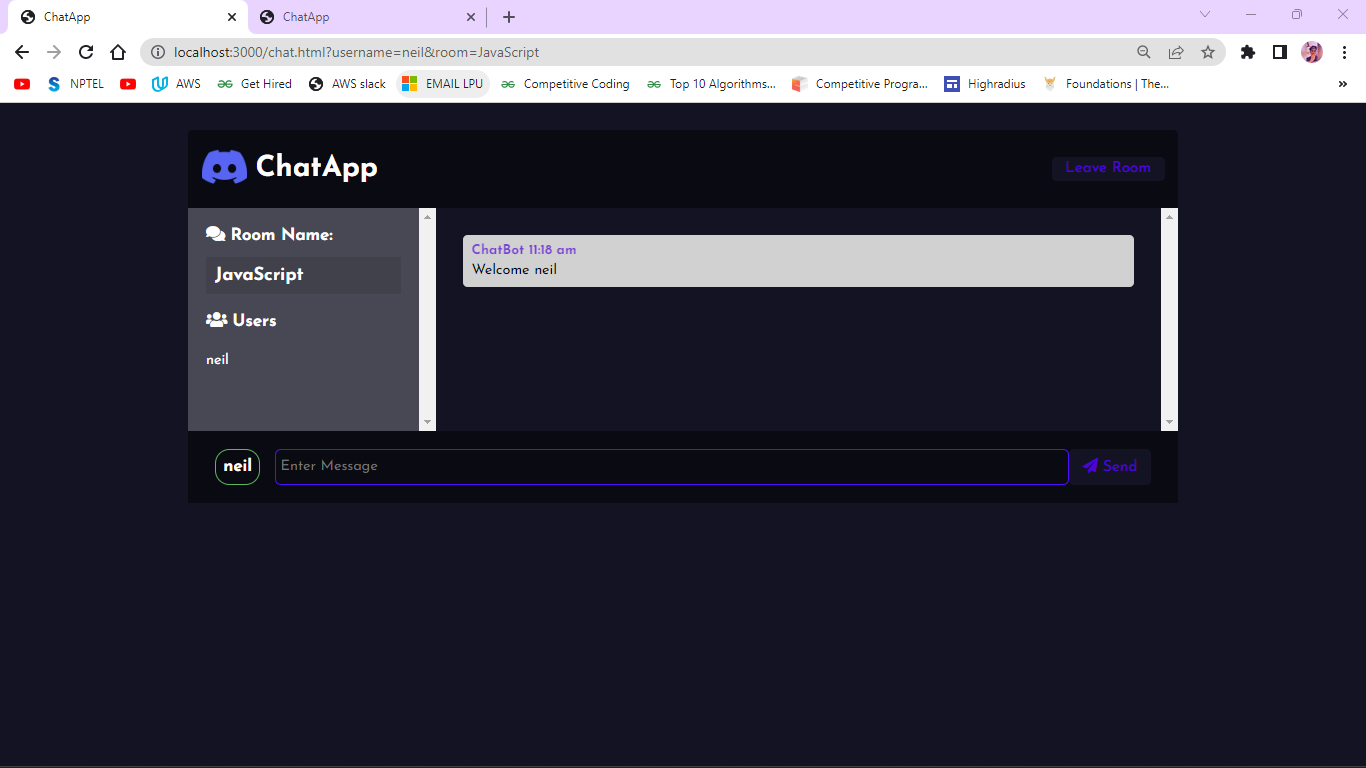 ChatApp
ChatApp
localhost:3000/chat.html?username=neil&room=JavaScript
NPTEL AWS Get Hired AWS slack EMAIL LPU Competitive Coding Top 10 Algorithms... Competitive Progra... Highradius Foundations | The...
ChatApp
Leave Room
Room Name:
JavaScript
Users
neil
ChatBot 11:18 am
Welcome neil
neil
Enter Message
Send